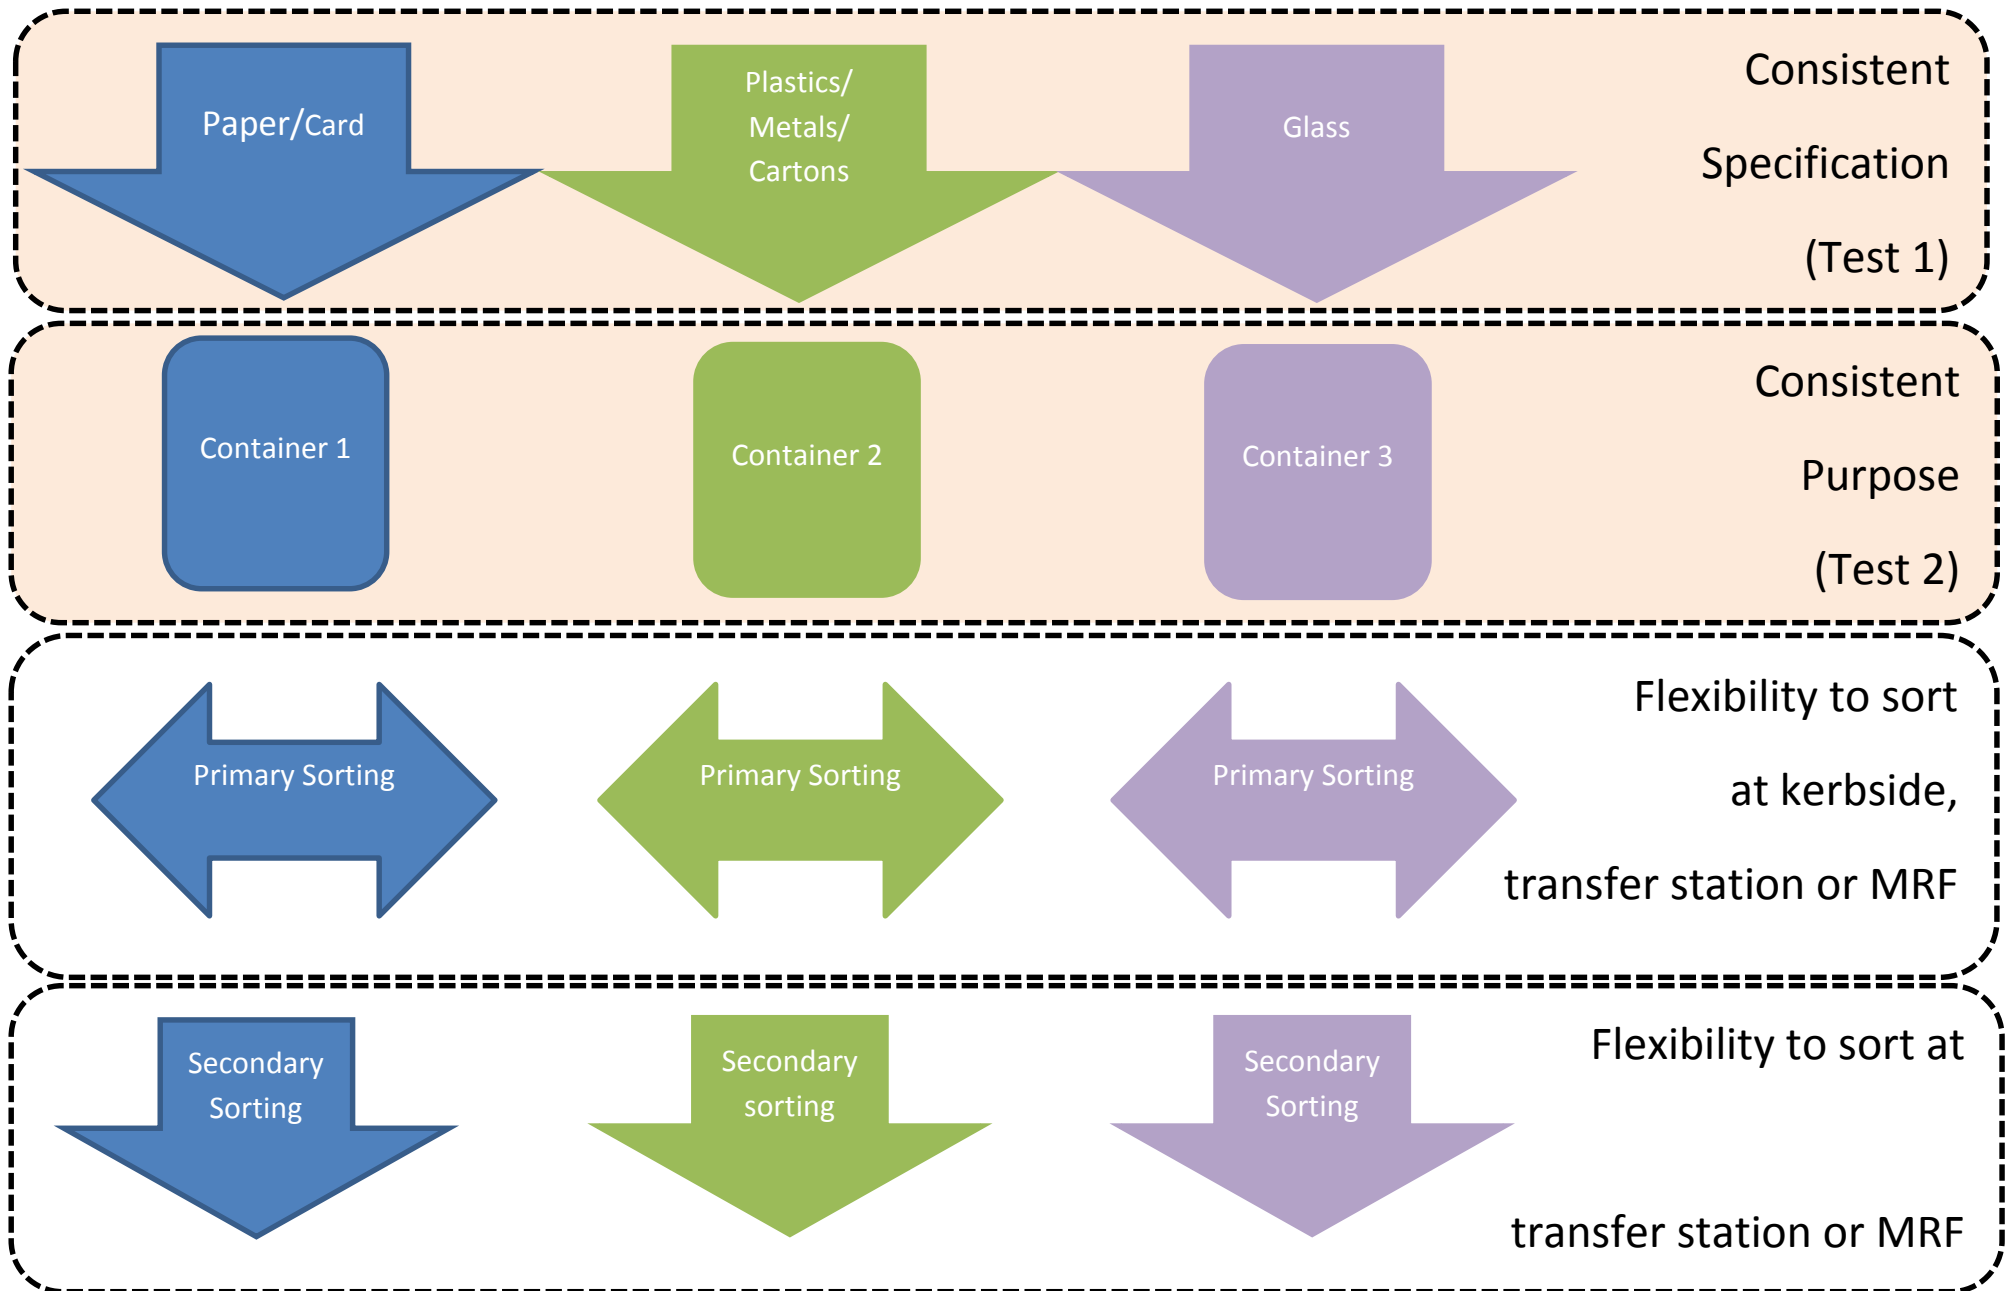 Paper/Card
Plastics/
Metals/
Cartons
Glass
Consistent
Specification
(Test 1)
Container 1
Container 2
Container 3
Consistent
Purpose
(Test 2)
Primary Sorting
Primary Sorting
Primary Sorting
Flexibility to sort
at kerbside,
transfer station or MRF
Secondary
Sorting
Secondary
sorting
Secondary
Sorting
Flexibility to sort at
transfer station or MRF